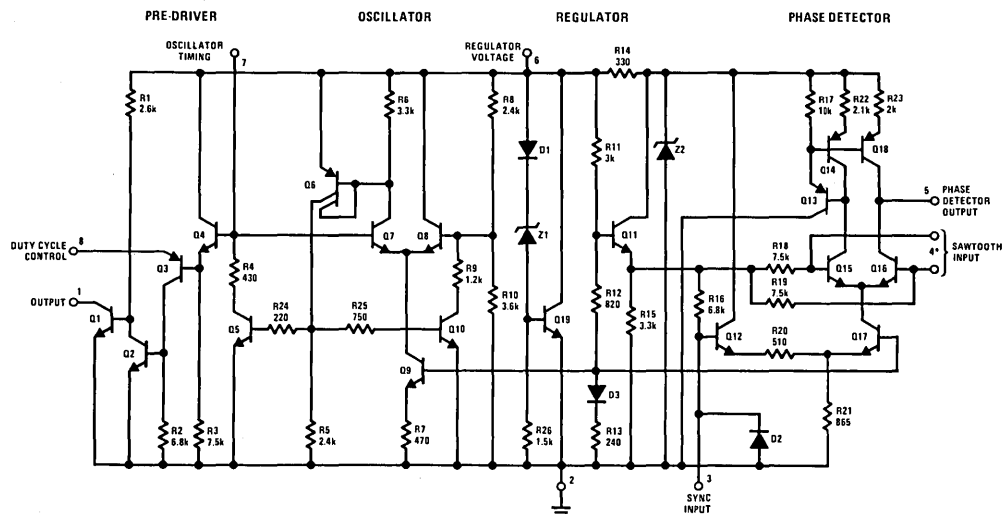 PRE-DRIVER
OSCILLATOR
REGULATOR
PHASE DETECTOR
OSCILLATOR
TIMING
7
REGULATOR
VOLTAGE
6
R14
330
R1
2.6k
R6
3.3k
R8
2.4k
R11
3k
R17
10k
R22
2.1k
R23
2k
D1
Z2
Q18
Q14
Q6
Q13
5
PHASE
DETECTOR
OUTPUT
DUTY CYCLE
CONTROL
8
Q4
Q3
Q7
Q8
Z1
Q11
R18
7.5k
Q15
Q16
4*
SAWTOOTH
INPUT
R4
430
R9
1.2k
R10
3.6k
R12
820
R15
3.3k
R16
6.8k
R19
7.5k
OUTPUT
1
Q1
Q2
Q5
R24
220
R25
750
Q10
Q19
Q12
R20
510
Q17
Q9
D3
R2
6.8k
R3
7.5k
R5
2.4k
R7
470
R26
1.5k
R13
240
D2
R21
865
2
3
SYNC
INPUT